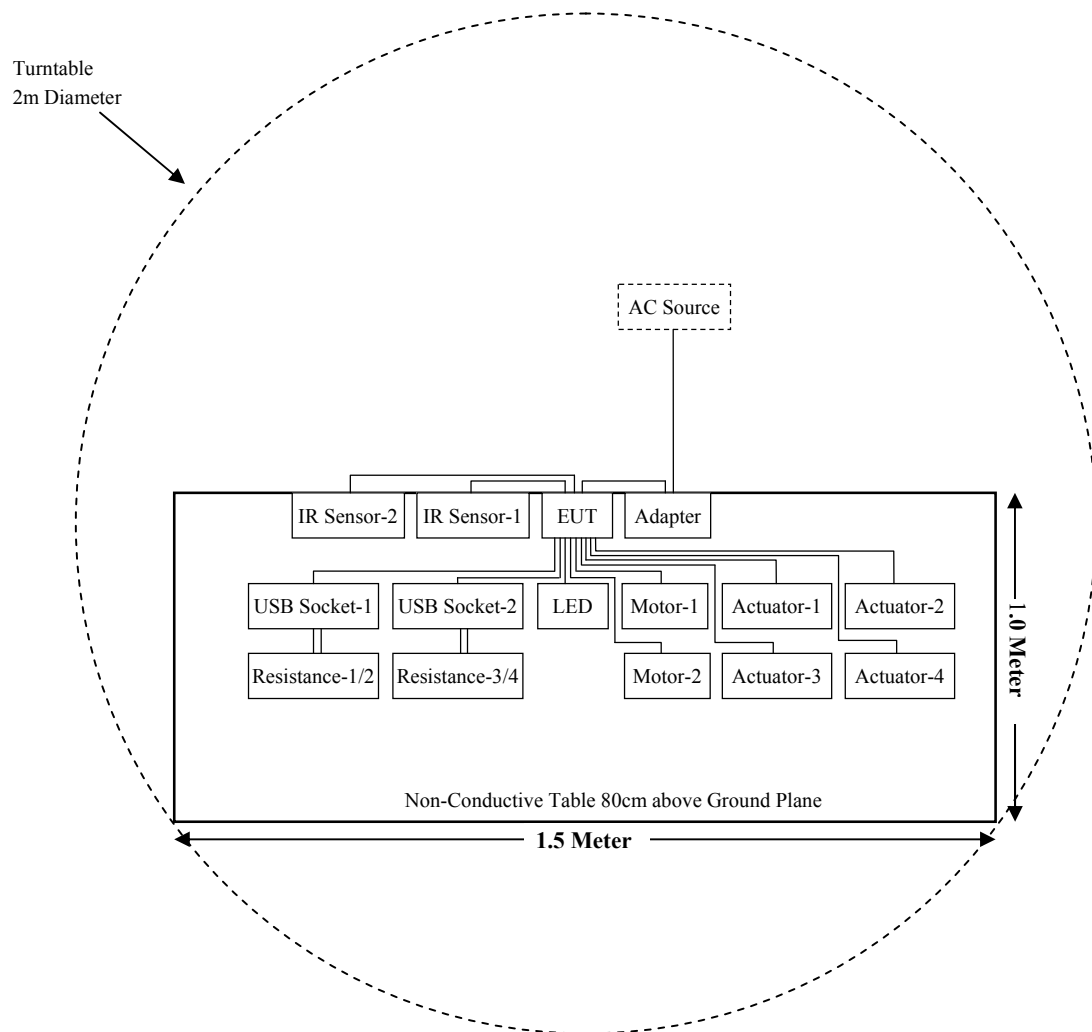 Turntable
2m Diameter
AC Source
IR Sensor-2
IR Sensor-1
EUT
Adapter
USB Socket-1
USB Socket-2
LED
Motor-1
Actuator-1
Actuator-2
Resistance-1/2
Resistance-3/4
Motor-2
Actuator-3
Actuator-4
1.0 Meter
Non-Conductive Table 80cm above Ground Plane
1.5 Meter